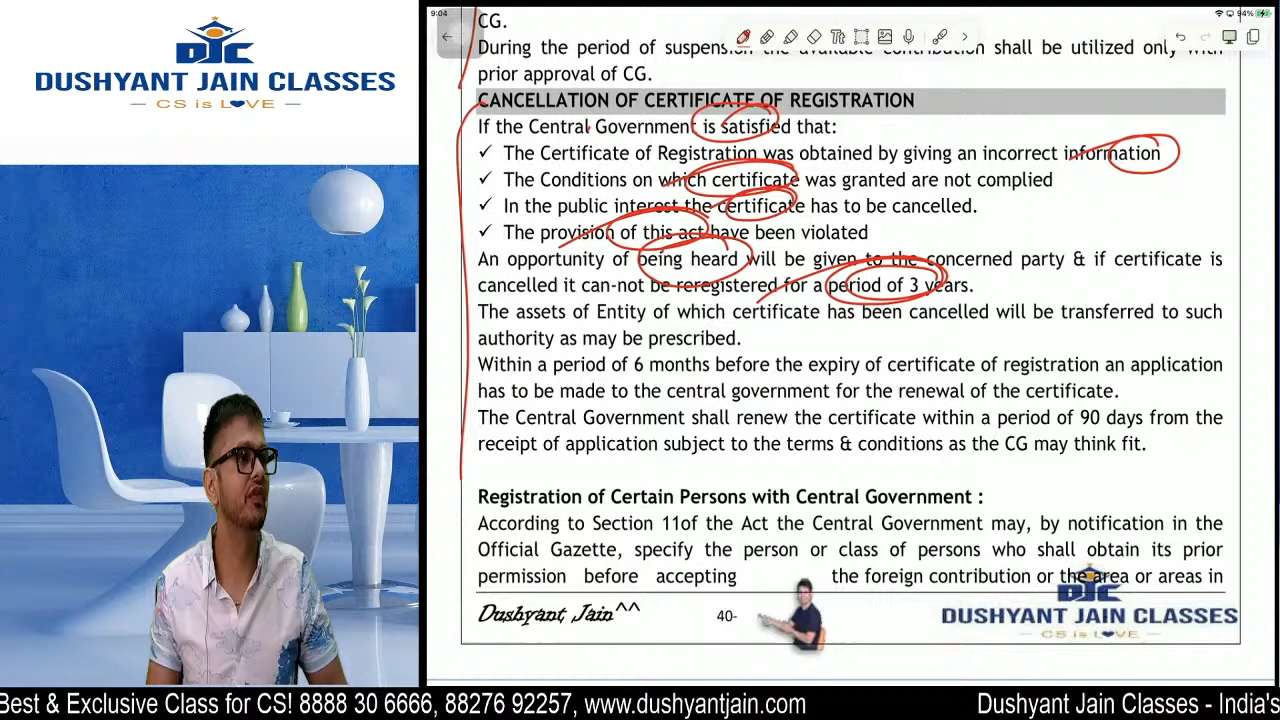 DJC
DUSHYANT JAIN CLASSES
CS is L♥VE
9:04
94%
CG.
During the period of suspension the available contribution shall be utilized only with
prior approval of CG.
CANCELLATION OF CERTIFICATE OF REGISTRATION
If the Central Government is satisfied that:
✓ The Certificate of Registration was obtained by giving an incorrect information
✓ The Conditions on which certificate was granted are not complied
✓ In the public interest the certificate has to be cancelled.
✓ The provision of this act have been violated
An opportunity of being heard will be given to the concerned party & if certificate is
cancelled it can-not be reregistered for a period of 3 years.
The assets of Entity of which certificate has been cancelled will be transferred to such
authority as may be prescribed.
Within a period of 6 months before the expiry of certificate of registration an application
has to be made to the central government for the renewal of the certificate.
The Central Government shall renew the certificate within a period of 90 days from the
receipt of application subject to the terms & conditions as the CG may think fit.
Registration of Certain Persons with Central Government :
According to Section 11of the Act the Central Government may, by notification in the
Official Gazette, specify the person or class of persons who shall obtain its prior
permission before accepting the foreign contribution or the area or areas in
Dushyant Jain^^
40-
DJC
DUSHYANT JAIN CLASSES
CS is L♥VE
Best & Exclusive Class for CS! 8888 30 6666, 88276 92257, www.dushyantjain.com
Dushyant Jain Classes - India's